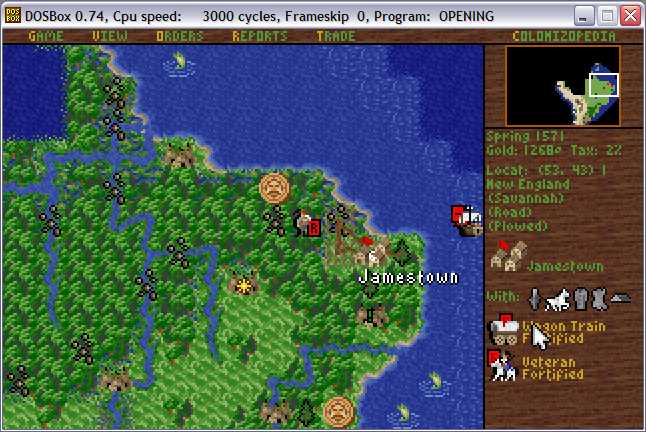 DOSBox 0.74, Cpu speed: 3000 cycles, Frameskip 0, Program: OPENING
GAME VIEW ORDERS REPORTS TRADE COLONIZOPEDIA
Spring 1571
Gold: 1268¢ Tax: 2%
Locat: (53, 43) 1
New England
(Savannah)
(Road)
(Plowed)
R
Jamestown
Jamestown
With:
Wagon Train
Fortified
Veteran
Fortified